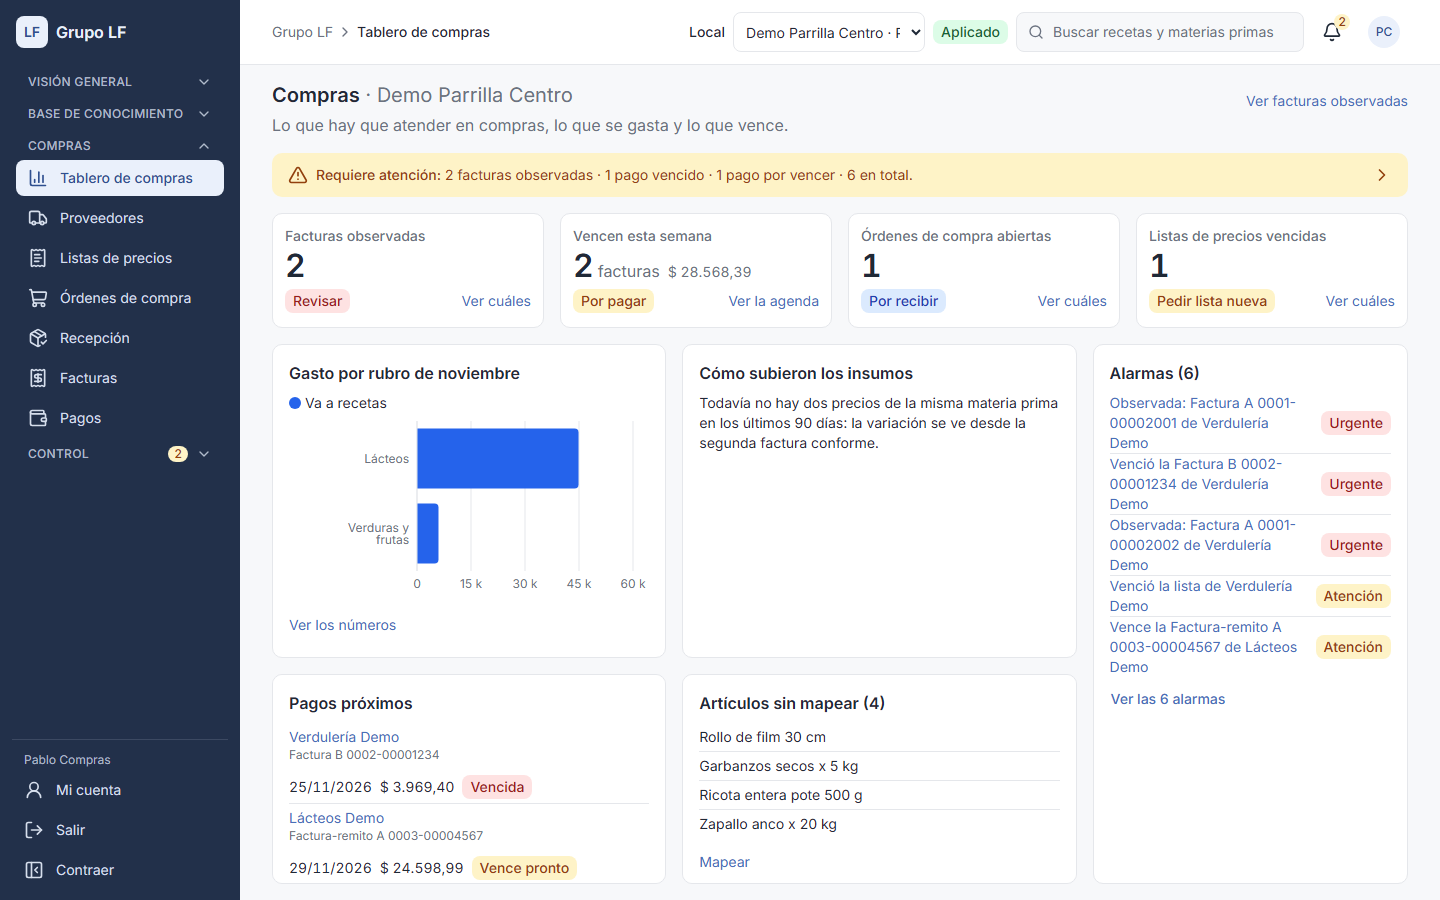 LF Grupo LF
VISIÓN GENERAL
BASE DE CONOCIMIENTO
COMPRAS
Tablero de compras
Proveedores
Listas de precios
Órdenes de compra
Recepción
Facturas
Pagos
CONTROL 2
Pablo Compras
Mi cuenta
Salir
Contraer
Grupo LF > Tablero de compras
Local
Demo Parrilla Centro ·
Aplicado
Buscar recetas y materias primas
2
PC
Compras · Demo Parrilla Centro
Lo que hay que atender en compras, lo que se gasta y lo que vence.
Ver facturas observadas
Requiere atención: 2 facturas observadas · 1 pago vencido · 1 pago por vencer · 6 en total.
Facturas observadas
2
Revisar
Ver cuáles
Vencen esta semana
2 facturas $ 28.568,39
Por pagar
Ver la agenda
Órdenes de compra abiertas
1
Por recibir
Ver cuáles
Listas de precios vencidas
1
Pedir lista nueva
Ver cuáles
Gasto por rubro de noviembre
Va a recetas
Lácteos
Verduras y
frutas
0 15 k 30 k 45 k 60 k
Ver los números
Cómo subieron los insumos
Todavía no hay dos precios de la misma materia prima
en los últimos 90 días: la variación se ve desde la
segunda factura conforme.
Alarmas (6)
Observada: Factura A 0001-
00002001 de Verdulería
Demo
Urgente
Venció la Factura B 0002-
00001234 de Verdulería
Demo
Urgente
Observada: Factura A 0001-
00002002 de Verdulería
Demo
Urgente
Venció la lista de Verdulería
Demo
Atención
Vence la Factura-remito A
0003-00004567 de Lácteos
Demo
Atención
Ver las 6 alarmas
Pagos próximos
Verdulería Demo
Factura B 0002-00001234
25/11/2026 $ 3.969,40 Vencida
Lácteos Demo
Factura-remito A 0003-00004567
29/11/2026 $ 24.598,99 Vence pronto
Artículos sin mapear (4)
Rollo de film 30 cm
Garbanzos secos x 5 kg
Ricota entera pote 500 g
Zapallo anco x 20 kg
Mapear